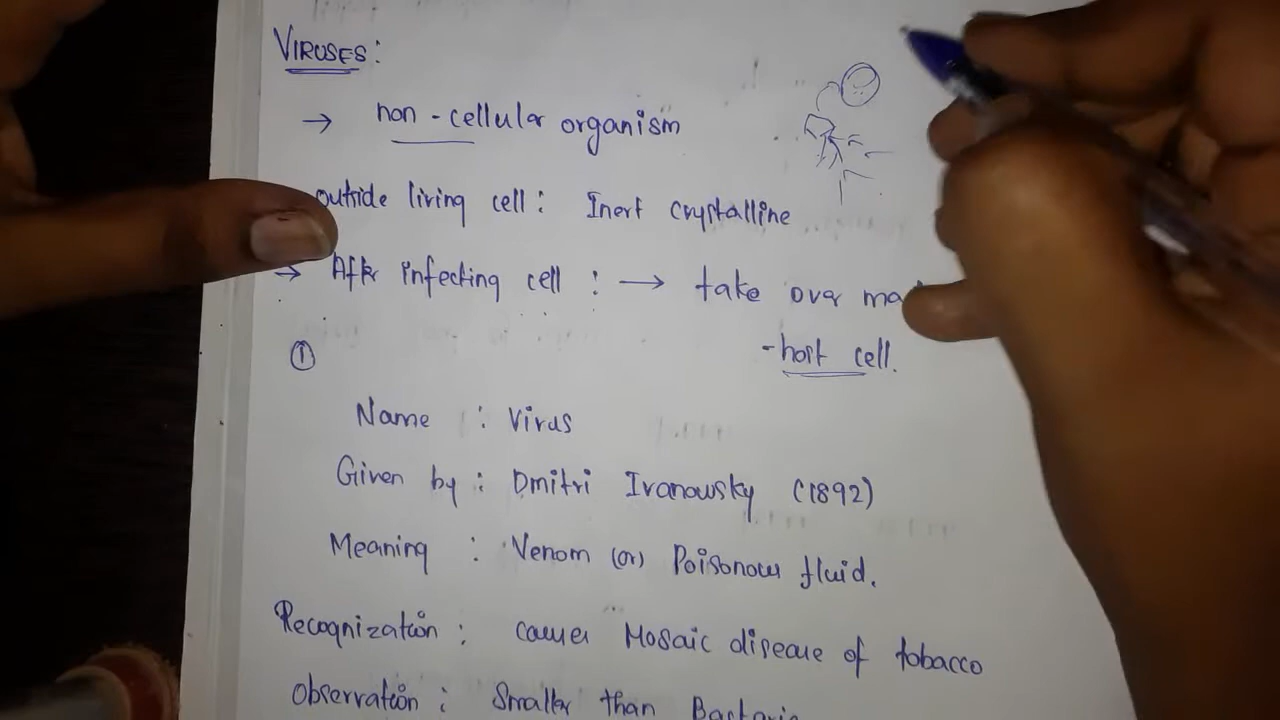 VIRUSES:
→ non-cellular organism
outside living cell: Inert crystalline
→ After infecting cell : → take over
-host cell.
①
Name : Virus
Given by : Dmitri Ivanowsky (1892)
Meaning : Venom (or) Poisonous fluid.
Recognization : causes Mosaic disease of tobacco
Observation : Smaller than